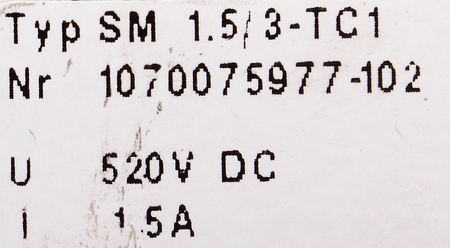 Typ SM 1.5/3-TC1
Nr 1070075977-102
U 520V DC
I 1.5A